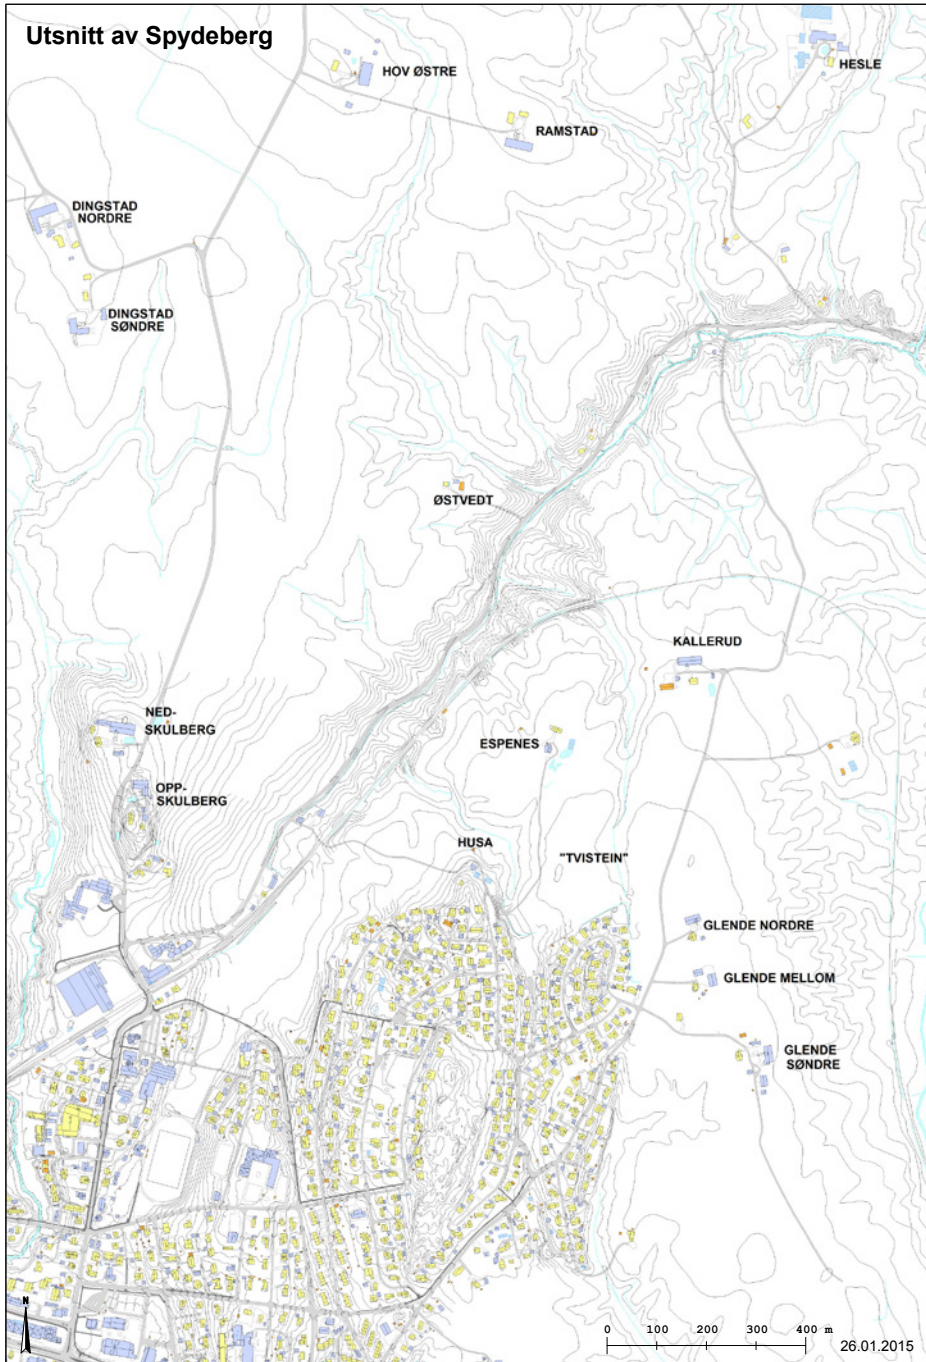 Utsnitt av Spydeberg
HESLE
HOV ØSTRE
RAMSTAD
DINGSTAD
NORDRE
DINGSTAD
SØNDRE
ØSTVEDT
KALLERUD
NED-
SKULBERG
ESPENES
OPP-
SKULBERG
HUSA
"TVISTEIN"
GLENDE NORDRE
GLENDE MELLOM
GLENDE
SØNDRE
N
0 100 200 300 400 m
26.01.2015